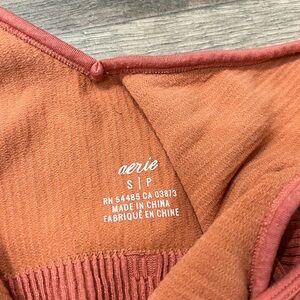 aerie
S | P
RN 54485 CA 03873
MADE IN CHINA
FABRIQUÉ EN CHINE